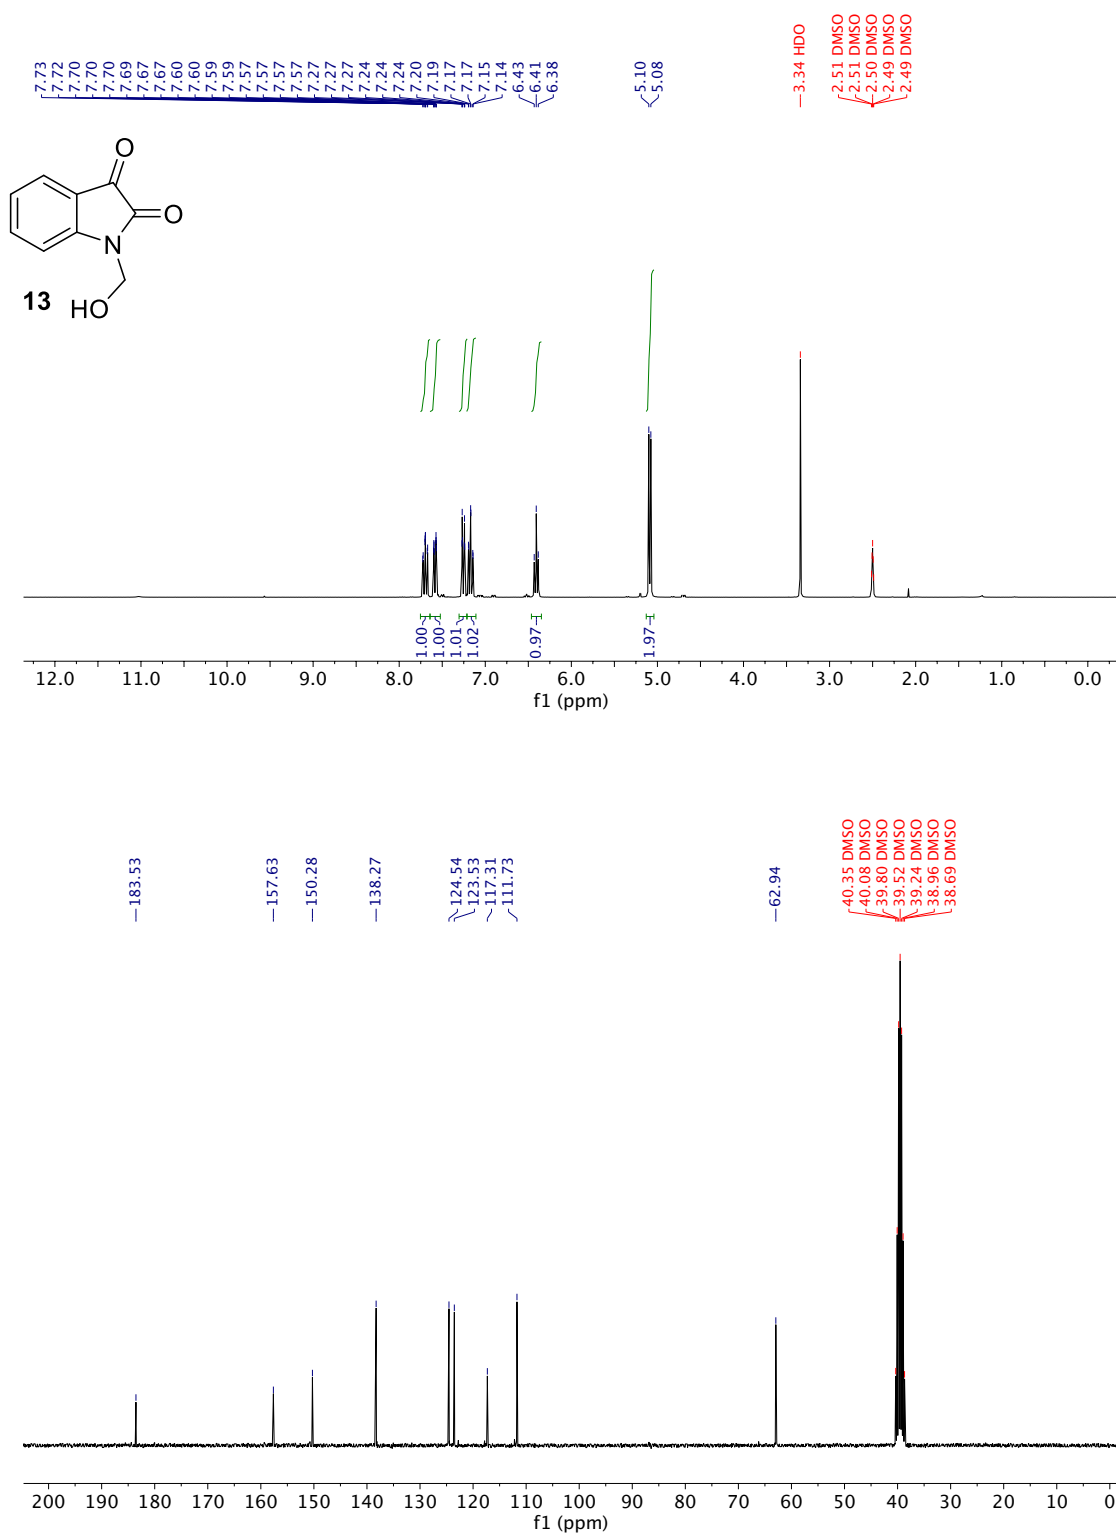 7.73 7.72 7.70 7.70 7.70 7.69 7.67 7.67 7.60 7.60 7.59 7.59 7.57 7.57 7.57 7.57 7.27 7.27 7.27 7.24 7.24 7.24 7.20 7.19 7.17 7.17 7.15 7.14 6.43 6.41 6.38 5.10 5.08 3.34 HDO 2.51 DMSO 2.51 DMSO 2.50 DMSO 2.49 DMSO 2.49 DMSO
O
O
N
13 HO
1.00 1.00 1.01 1.02 0.97 1.97
12.0 11.0 10.0 9.0 8.0 7.0 6.0 5.0 4.0 3.0 2.0 1.0 0.0
f1 (ppm)
183.53 157.63 150.28 138.27 124.54 123.53 117.31 111.73 62.94 40.35 DMSO 40.08 DMSO 39.80 DMSO 39.52 DMSO 39.24 DMSO 38.96 DMSO 38.69 DMSO
200 190 180 170 160 150 140 130 120 110 100 90 80 70 60 50 40 30 20 10 0
f1 (ppm)